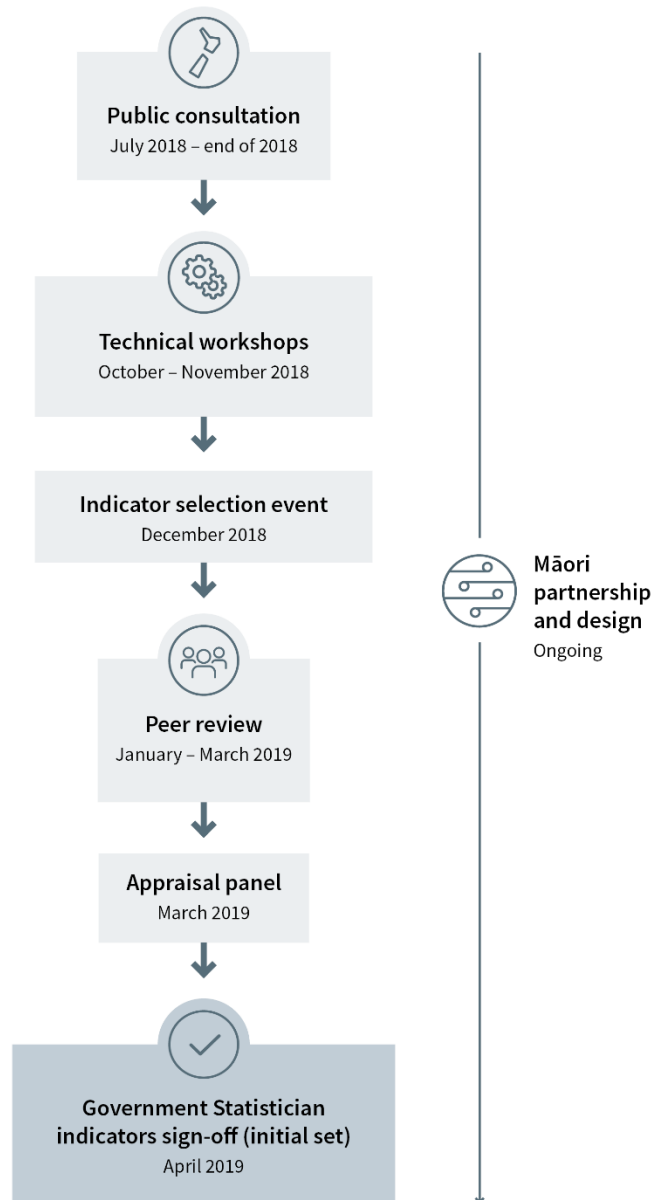 Public consultation
July 2018 – end of 2018
Technical workshops
October – November 2018
Indicator selection event
December 2018
Māori
partnership
and design
Ongoing
Peer review
January – March 2019
Appraisal panel
March 2019
Government Statistician
indicators sign-off (initial set)
April 2019